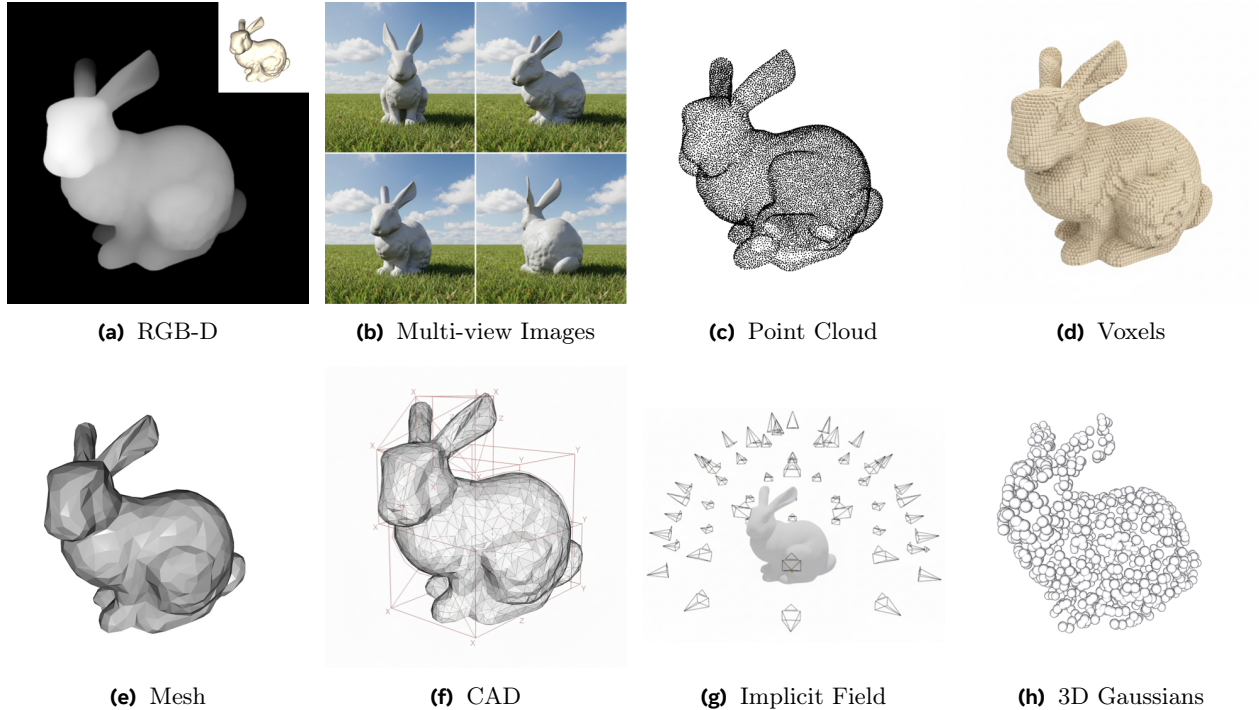 (a) RGB-D
(b) Multi-view Images
(c) Point Cloud
(d) Voxels
X
X
Z
X
Y
Y
X
X
Y
Y
X
Z
X
Y
(e) Mesh
(f) CAD
(g) Implicit Field
(h) 3D Gaussians